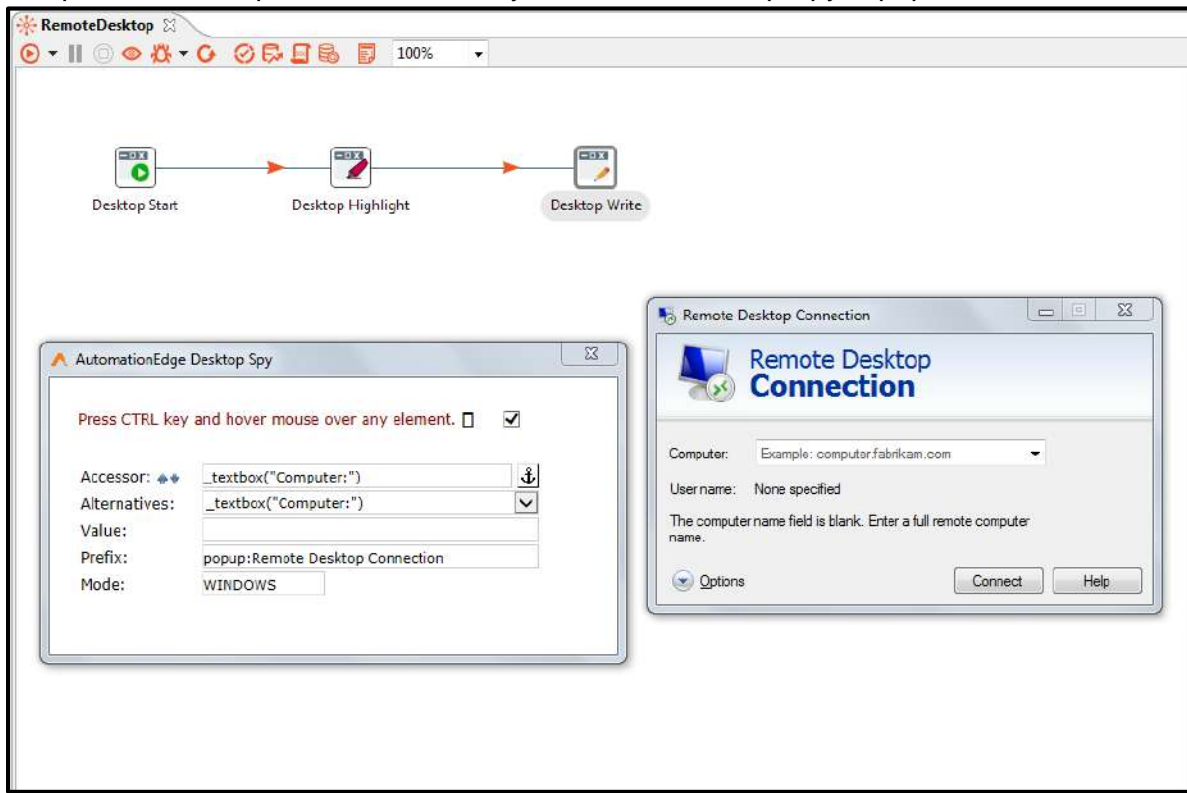 RemoteDesktop
100%
Desktop Start
Desktop Highlight
Desktop Write
AutomationEdge Desktop Spy
Press CTRL key and hover mouse over any element.
Accessor: _textbox("Computer:")
Alternatives: _textbox("Computer:")
Value:
Prefix: popup:Remote Desktop Connection
Mode: WINDOWS
Remote Desktop Connection
Remote Desktop
Connection
Computer: Example: computer.fabrikam.com
User name: None specified
The computer name field is blank. Enter a full remote computer
name.
Options
Connect
Help